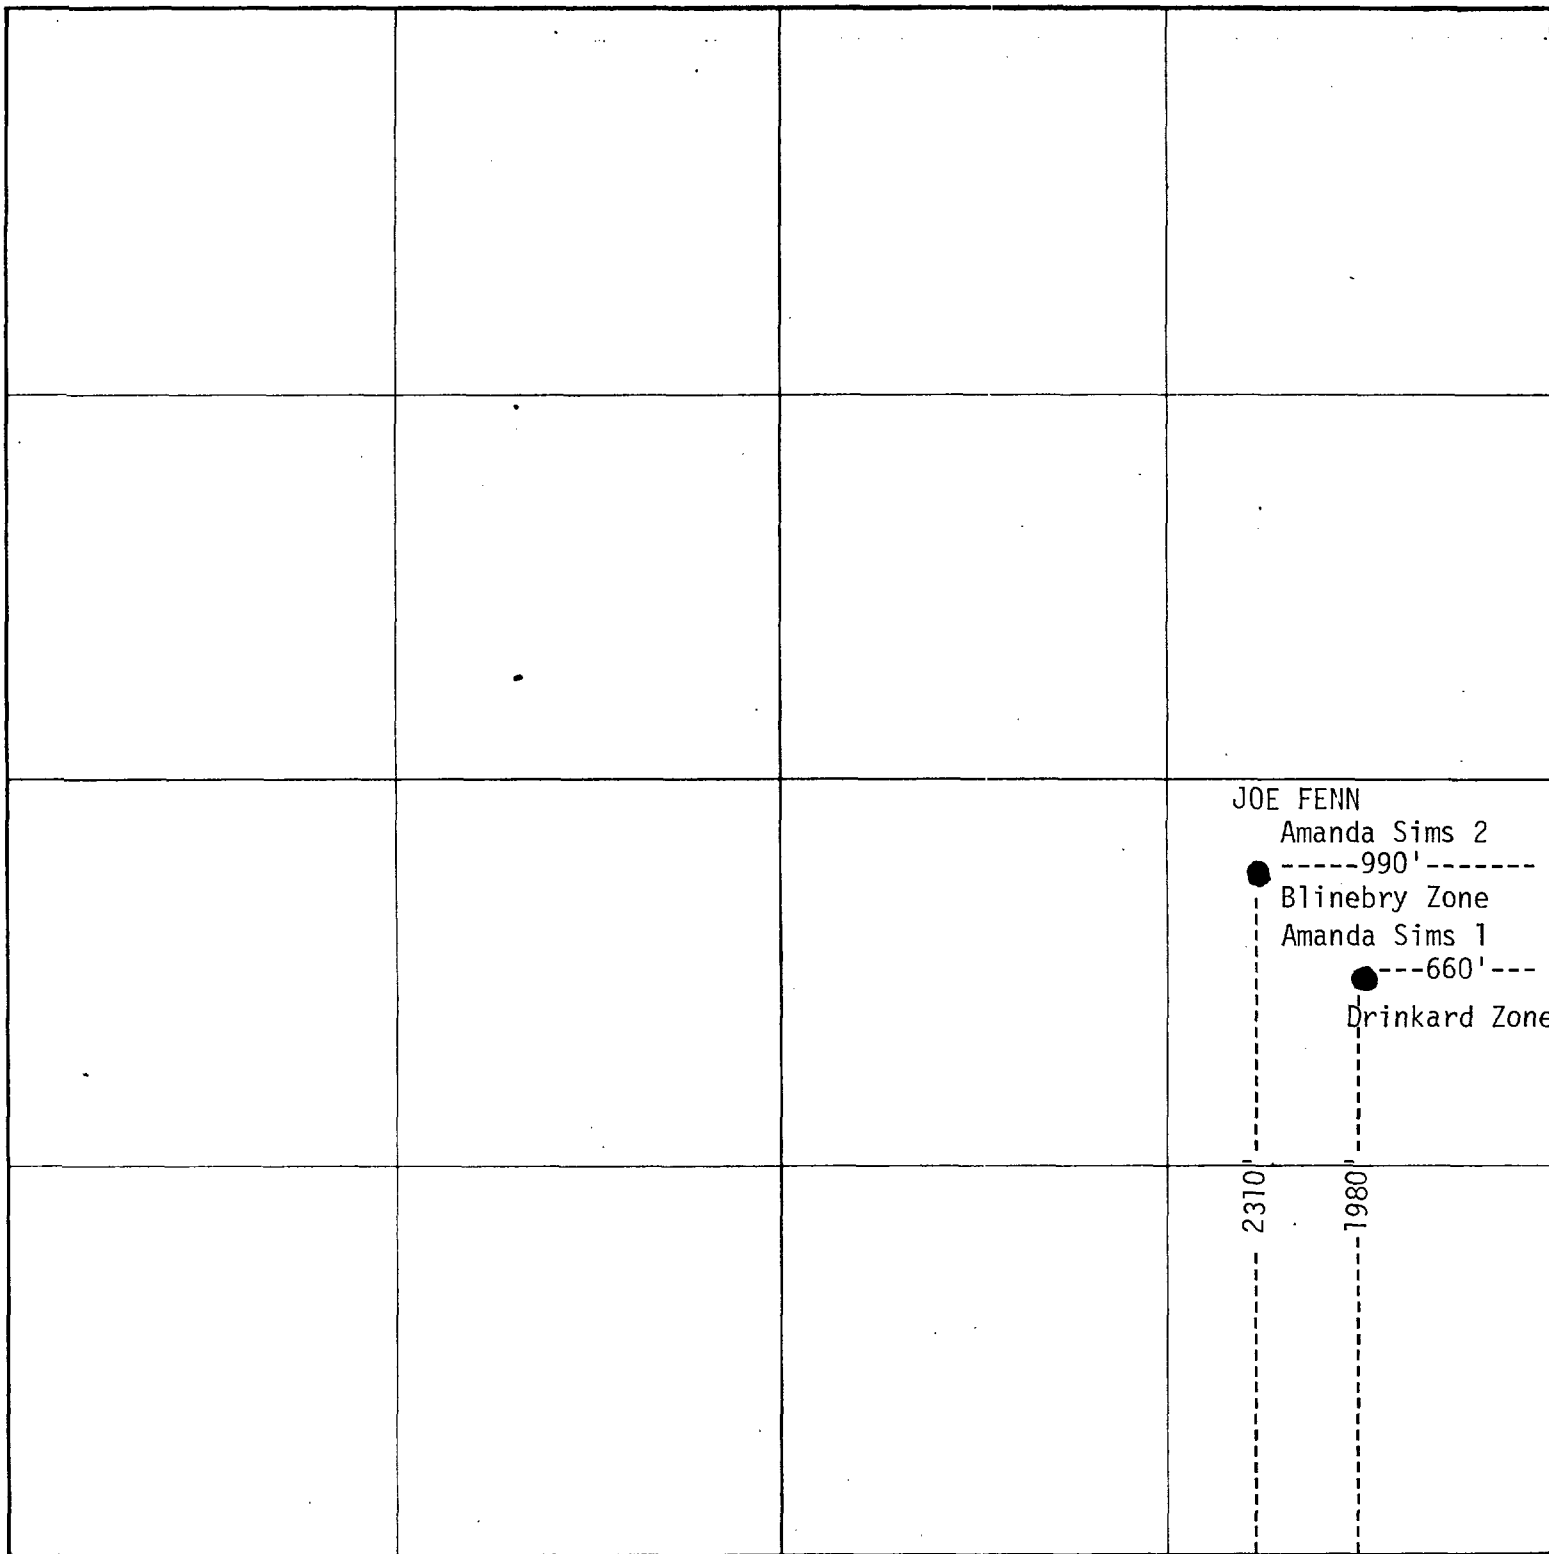 JOE FENN
Amanda Sims 2
-----990'-------
Blinebry Zone
Amanda Sims 1
---660'---
Drinkard Zone
2310'
1980'